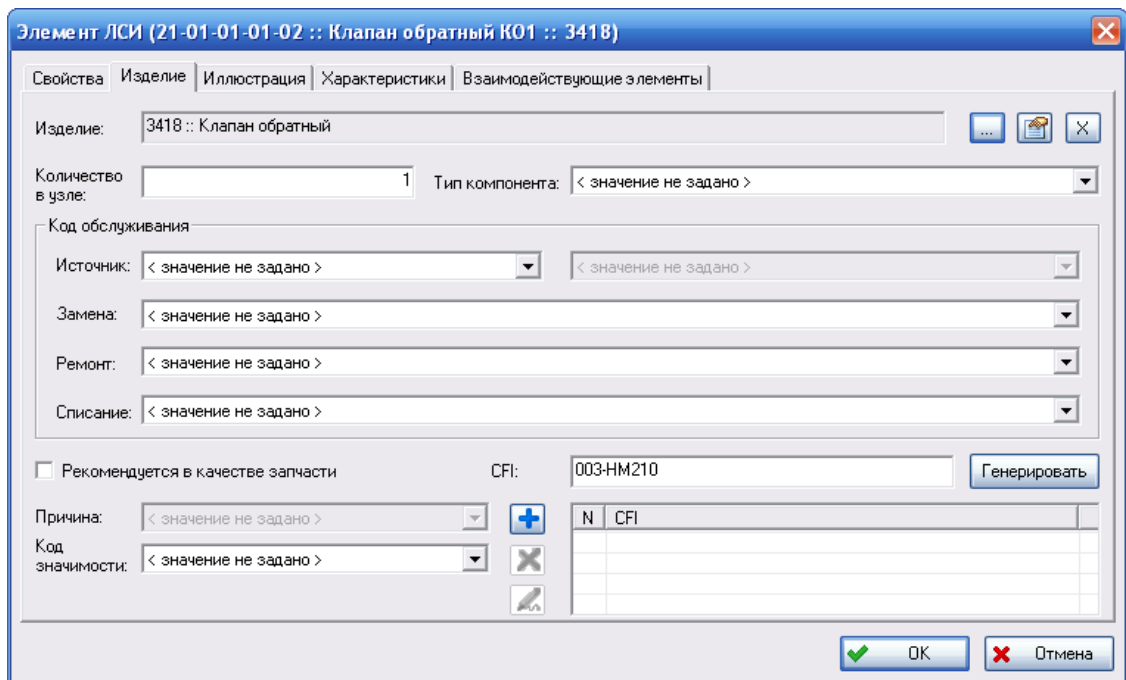 Элемент ЛСИ (21-01-01-01-02 :: Клапан обратный КО1 :: 3418)
Свойства Изделие Иллюстрация Характеристики Взаимодействующие элементы
Изделие: 3418 :: Клапан обратный ... X
Количество в узле: 1 Тип компонента: < значение не задано >
Код обслуживания
Источник: < значение не задано > < значение не задано >
Замена: < значение не задано >
Ремонт: < значение не задано >
Списание: < значение не задано >
Рекомендуется в качестве запчасти CFI: 003-HM210 Генерировать
Причина: < значение не задано > N CFI
Код значимости: < значение не задано >
OK Отмена